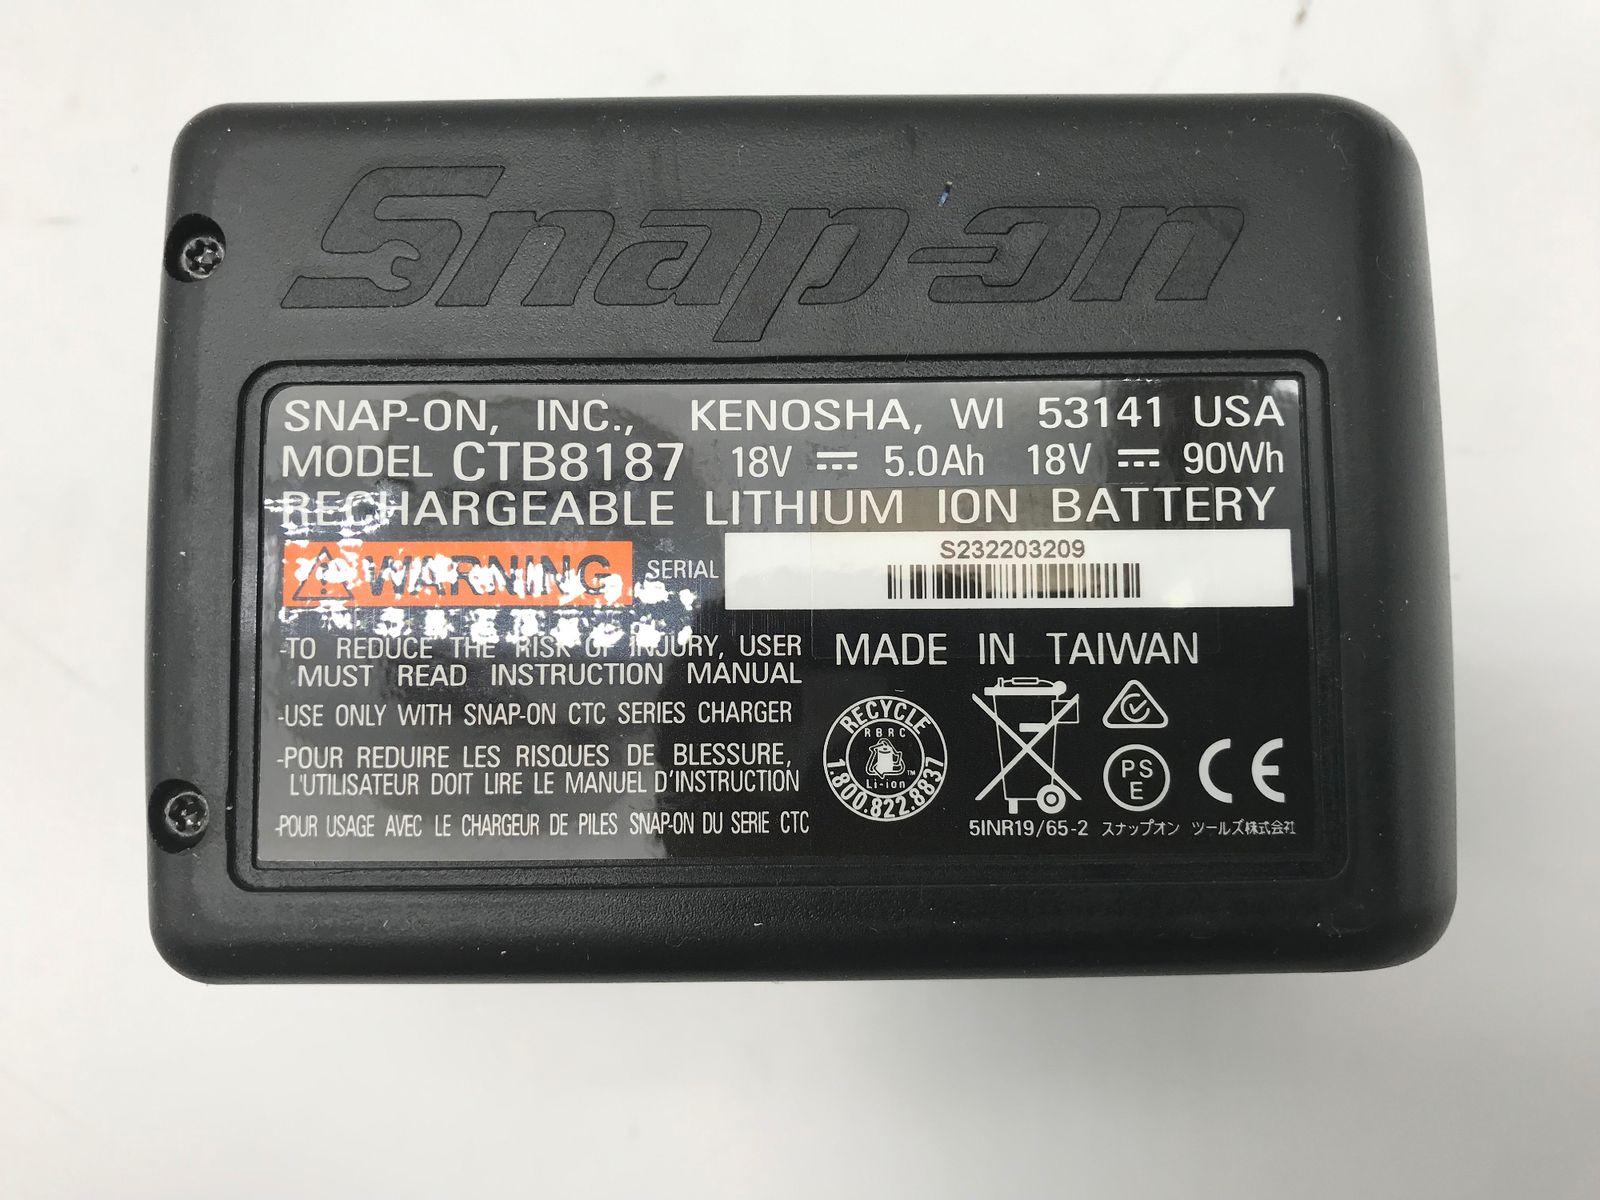 Snap-on
SNAP-ON, INC., KENOSHA, WI 53141 USA
MODEL CTB8187 18V ⎓ 5.0Ah 18V ⎓ 90Wh
RECHARGEABLE LITHIUM ION BATTERY
WARNING
SERIAL
S232203209
-TO REDUCE THE RISK OF INJURY, USER
MUST READ INSTRUCTION MANUAL
-USE ONLY WITH SNAP-ON CTC SERIES CHARGER
-POUR REDUIRE LES RISQUES DE BLESSURE,
L'UTILISATEUR DOIT LIRE LE MANUEL D'INSTRUCTION
-POUR USAGE AVEC LE CHARGEUR DE PILES SNAP-ON DU SERIE CTC
MADE IN TAIWAN
RECYCLE
RBRC
TM
Li-ion
1.800.822.8837
PS
E
CE
5INR19/65-2 スナップオン ツールズ株式会社